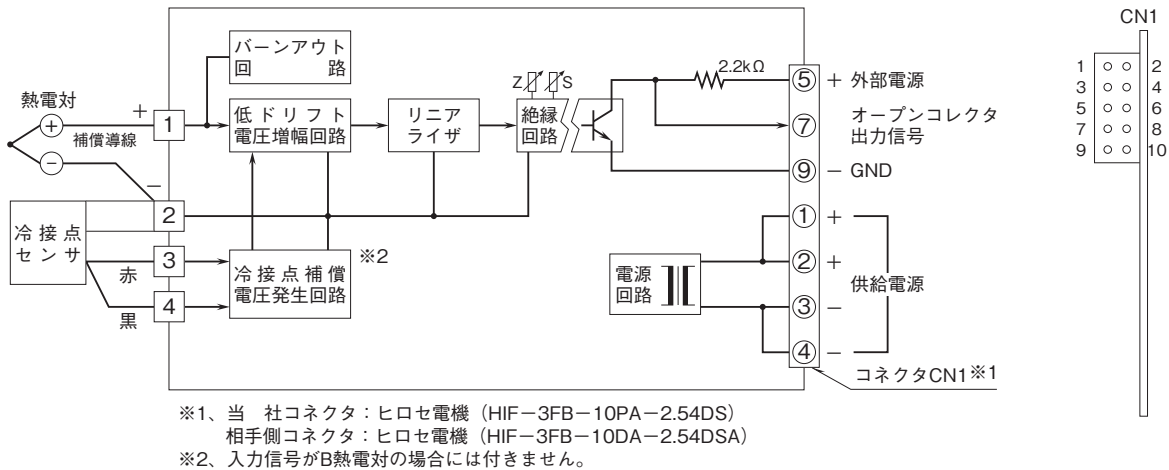 CN1
バーンアウト
回　　路
2.2kΩ
⑤ + 外部電源
1 2
3 4
5 6
7 8
9 10
Z S
熱電対
+
+
1
補償導線
低ドリフト
電圧増幅回路
リニア
ライザ
絶縁
回路
⑦ オープンコレクタ
出力信号
−
−
⑨ − GND
2
① +
冷接点
センサ
3
赤
冷接点補償
電圧発生回路
※2
電源
回路
② +
供給電源
4
黒
③ −
④ −
コネクタCN1※1
※1、当　社コネクタ：ヒロセ電機（HIF−3FB−10PA−2.54DS）
相手側コネクタ：ヒロセ電機（HIF−3FB−10DA−2.54DSA）
※2、入力信号がB熱電対の場合には付きません。